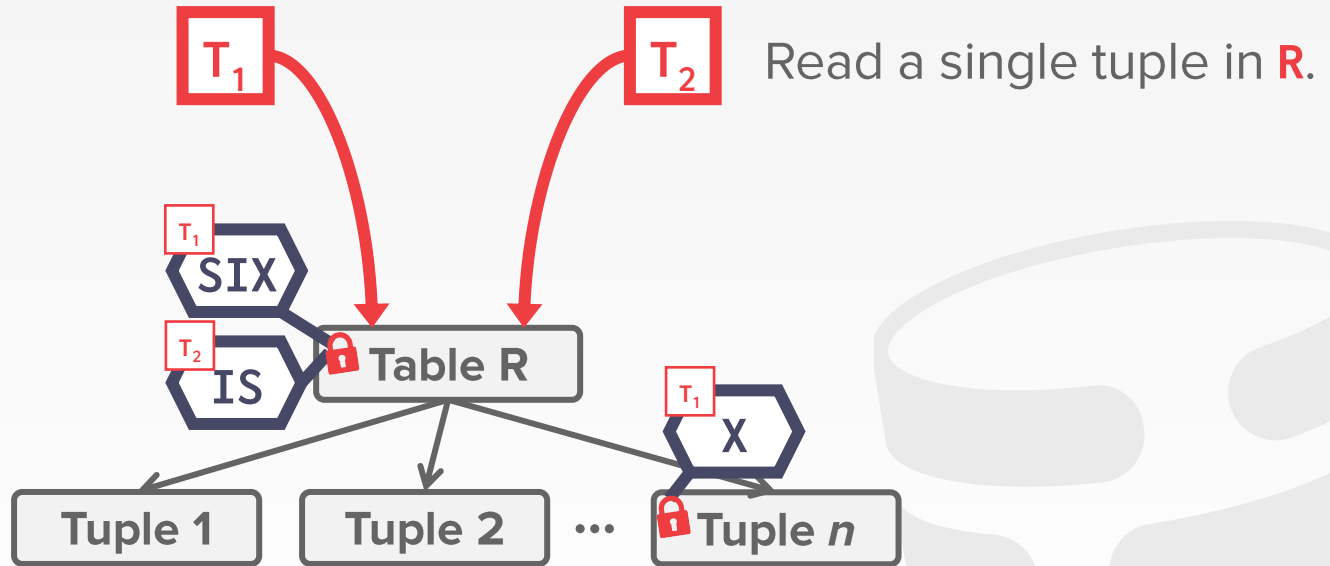 T₁
T₂
Read a single tuple in R.
T₁
SIX
T₂
IS
Table R
T₁
X
Tuple 1
Tuple 2
...
Tuple n